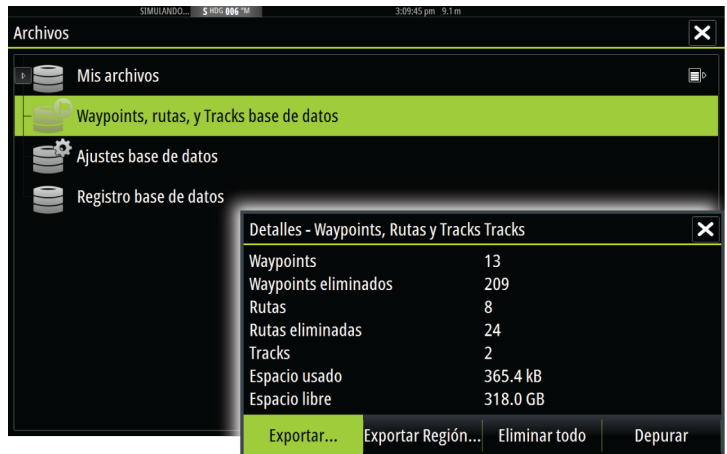 SIMULANDO... S HDG 006 °M 3:09:45 pm 9.1 m
Archivos
Mis archivos
Waypoints, rutas, y Tracks base de datos
Ajustes base de datos
Registro base de datos
Detalles - Waypoints, Rutas y Tracks Tracks
Waypoints 13
Waypoints eliminados 209
Rutas 8
Rutas eliminadas 24
Tracks 2
Espacio usado 365.4 kB
Espacio libre 318.0 GB
Exportar... Exportar Región... Eliminar todo Depurar